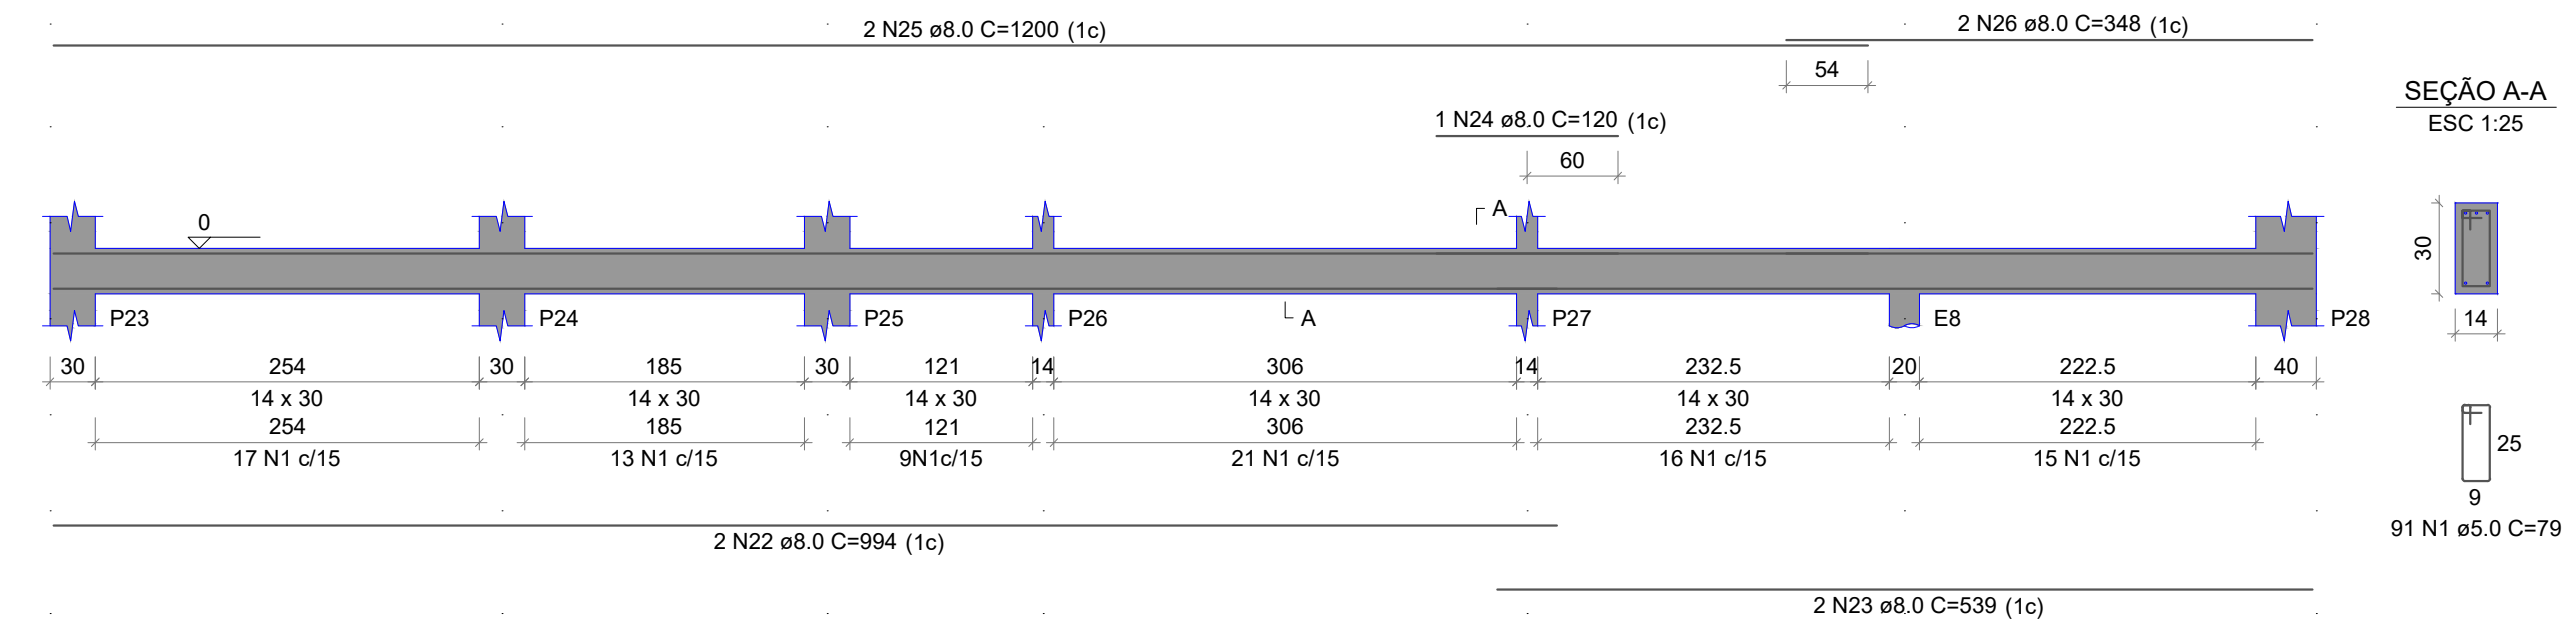 2 N25 ø8.0 C=1200 (1c)
2 N26 ø8.0 C=348 (1c)
54
SEÇÃO A-A
ESC 1:25
1 N24 ø8.0 C=120 (1c)
60
A
0
30
14
P23
P24
P25
P26
A
P27
E8
P28
30 254 30 185 30 121 14 306 14 232.5 20 222.5 40
14 x 30 14 x 30 14 x 30 14 x 30 14 x 30 14 x 30
254 185 121 306 232.5 222.5
17 N1 c/15 13 N1 c/15 9N1c/15 21 N1 c/15 16 N1 c/15 15 N1 c/15
25
9
91 N1 ø5.0 C=79
2 N22 ø8.0 C=994 (1c)
2 N23 ø8.0 C=539 (1c)